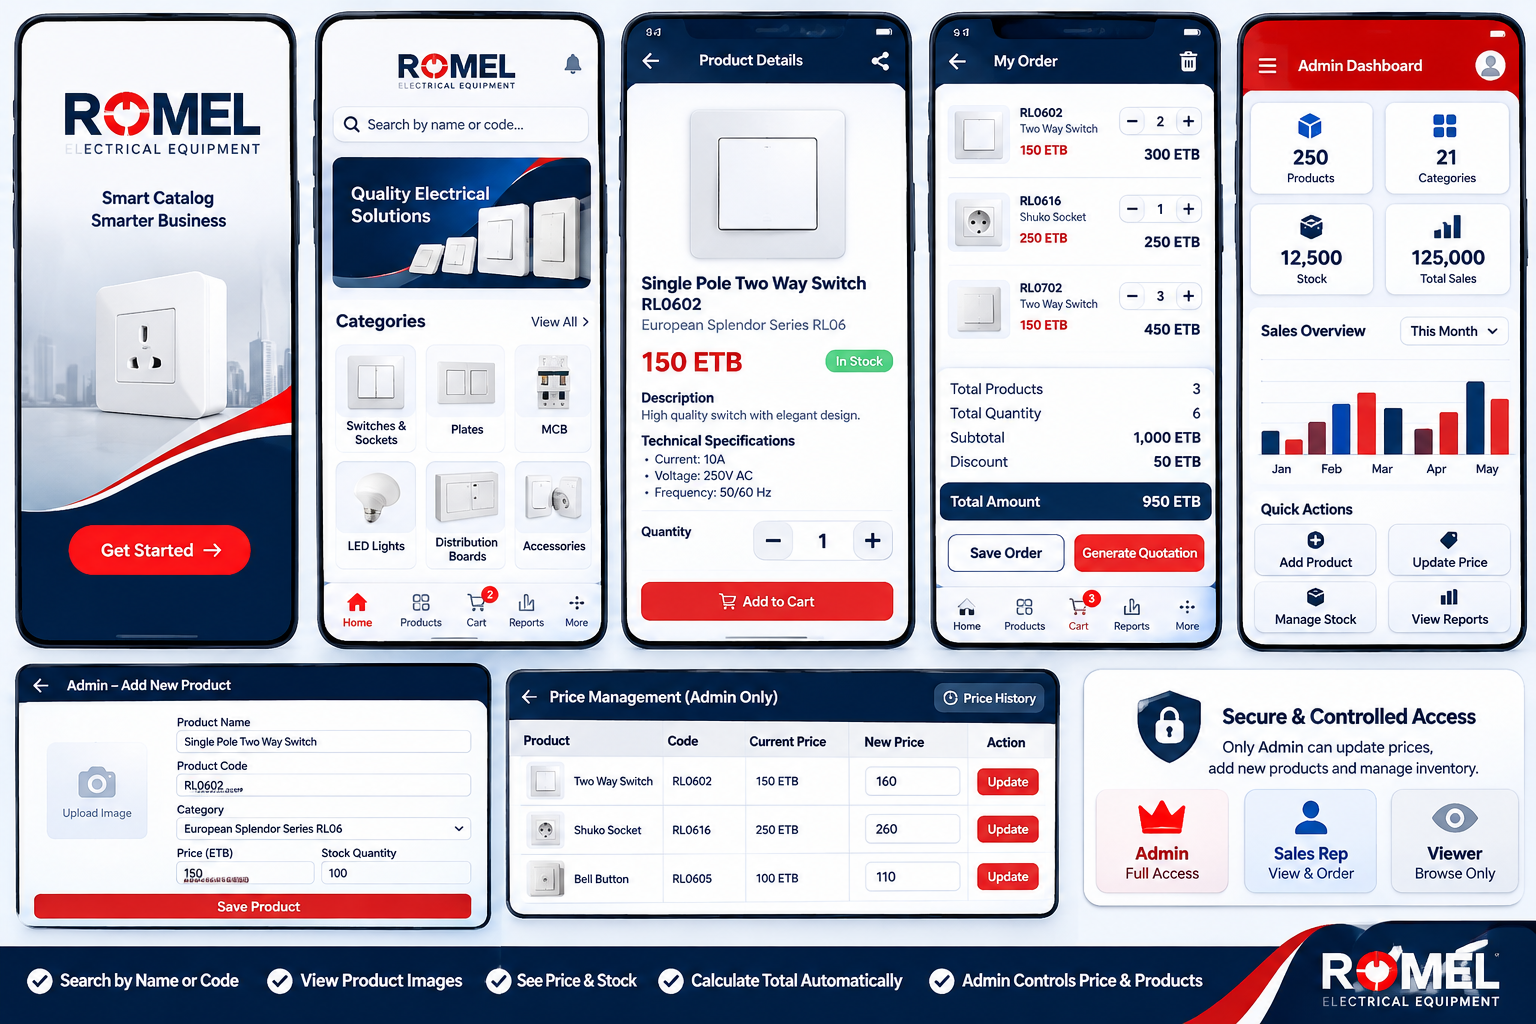 ROMEL
ELECTRICAL EQUIPMENT
Smart Catalog
Smarter Business
Get Started →
ROMEL
ELECTRICAL EQUIPMENT
Search by name or code...
Quality Electrical
Solutions
Categories
View All >
Switches &
Sockets
Plates
MCB
LED Lights
Distribution
Boards
Accessories
2
Home
Products
Cart
Reports
More
Product Details
Single Pole Two Way Switch
RL0602
European Splendor Series RL06
150 ETB
In Stock
Description
High quality switch with elegant design.
Technical Specifications
• Current: 10A
• Voltage: 250V AC
• Frequency: 50/60 Hz
Quantity
− 1 +
Add to Cart
My Order
RL0602
Two Way Switch
150 ETB
− 2 +
300 ETB
RL0616
Shuko Socket
250 ETB
− 1 +
250 ETB
RL0702
Two Way Switch
150 ETB
− 3 +
450 ETB
Total Products 3
Total Quantity 6
Subtotal 1,000 ETB
Discount 50 ETB
Total Amount 950 ETB
Save Order
Generate Quotation
3
Home
Products
Cart
Reports
More
Admin Dashboard
250
Products
21
Categories
12,500
Stock
125,000
Total Sales
Sales Overview
This Month
Jan Feb Mar Apr May
Quick Actions
Add Product
Update Price
Manage Stock
View Reports
Admin – Add New Product
Upload Image
Product Name
Single Pole Two Way Switch
Product Code
RL0602
Category
European Splendor Series RL06
Price (ETB)
150
Stock Quantity
100
Save Product
Price Management (Admin Only)
Price History
Product Code Current Price New Price Action
Two Way Switch RL0602 150 ETB 160 Update
Shuko Socket RL0616 250 ETB 260 Update
Bell Button RL0605 100 ETB 110 Update
Secure & Controlled Access
Only Admin can update prices,
add new products and manage inventory.
Admin
Full Access
Sales Rep
View & Order
Viewer
Browse Only
Search by Name or Code
View Product Images
See Price & Stock
Calculate Total Automatically
Admin Controls Price & Products
ROMEL
ELECTRICAL EQUIPMENT